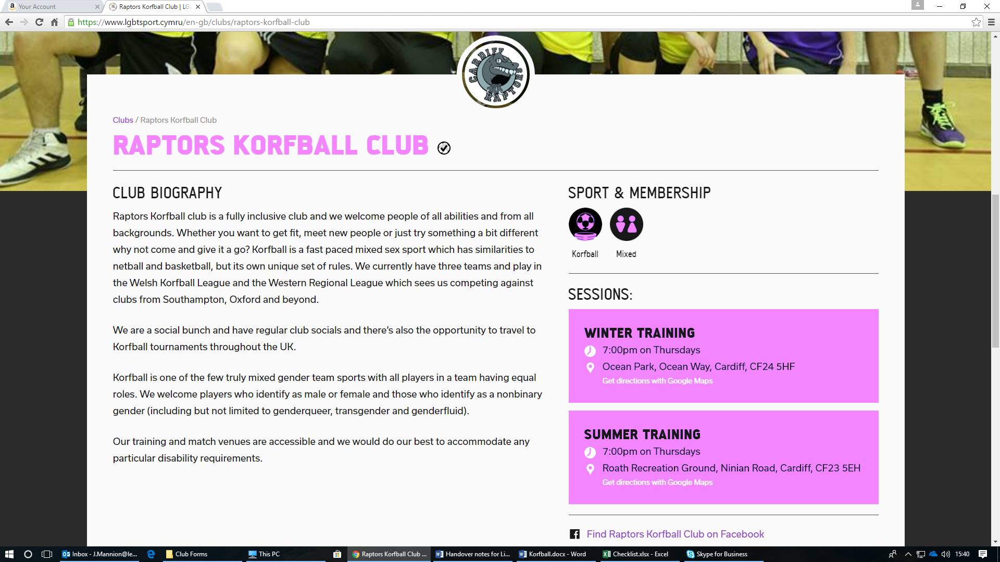 Your Account
Raptors Korfball Club | LG
https://www.lgbtsport.cymru/en-gb/clubs/raptors-korfball-club
CARDIFF
RAPTORS
Clubs / Raptors Korfball Club
RAPTORS KORFBALL CLUB
CLUB BIOGRAPHY
Raptors Korfball club is a fully inclusive club and we welcome people of all abilities and from all
backgrounds. Whether you want to get fit, meet new people or just try something a bit different
why not come and give it a go? Korfball is a fast paced mixed sex sport which has similarities to
netball and basketball, but its own unique set of rules. We currently have three teams and play in
the Welsh Korfball League and the Western Regional League which sees us competing against
clubs from Southampton, Oxford and beyond.
We are a social bunch and have regular club socials and there's also the opportunity to travel to
Korfball tournaments throughout the UK.
Korfball is one of the few truly mixed gender team sports with all players in a team having equal
roles. We welcome players who identify as male or female and those who identify as a nonbinary
gender (including but not limited to genderqueer, transgender and genderfluid).
Our training and match venues are accessible and we would do our best to accommodate any
particular disability requirements.
SPORT & MEMBERSHIP
Korfball Mixed
SESSIONS:
WINTER TRAINING
7:00pm on Thursdays
Ocean Park, Ocean Way, Cardiff, CF24 5HF
Get directions with Google Maps
SUMMER TRAINING
7:00pm on Thursdays
Roath Recreation Ground, Ninian Road, Cardiff, CF23 5EH
Get directions with Google Maps
Find Raptors Korfball Club on Facebook
Inbox - J.Mannion@le... Club Forms This PC Raptors Korfball Club ... Handover notes for Li... Korfball.docx - Word Checklist.xlsx - Excel Skype for Business 15:40